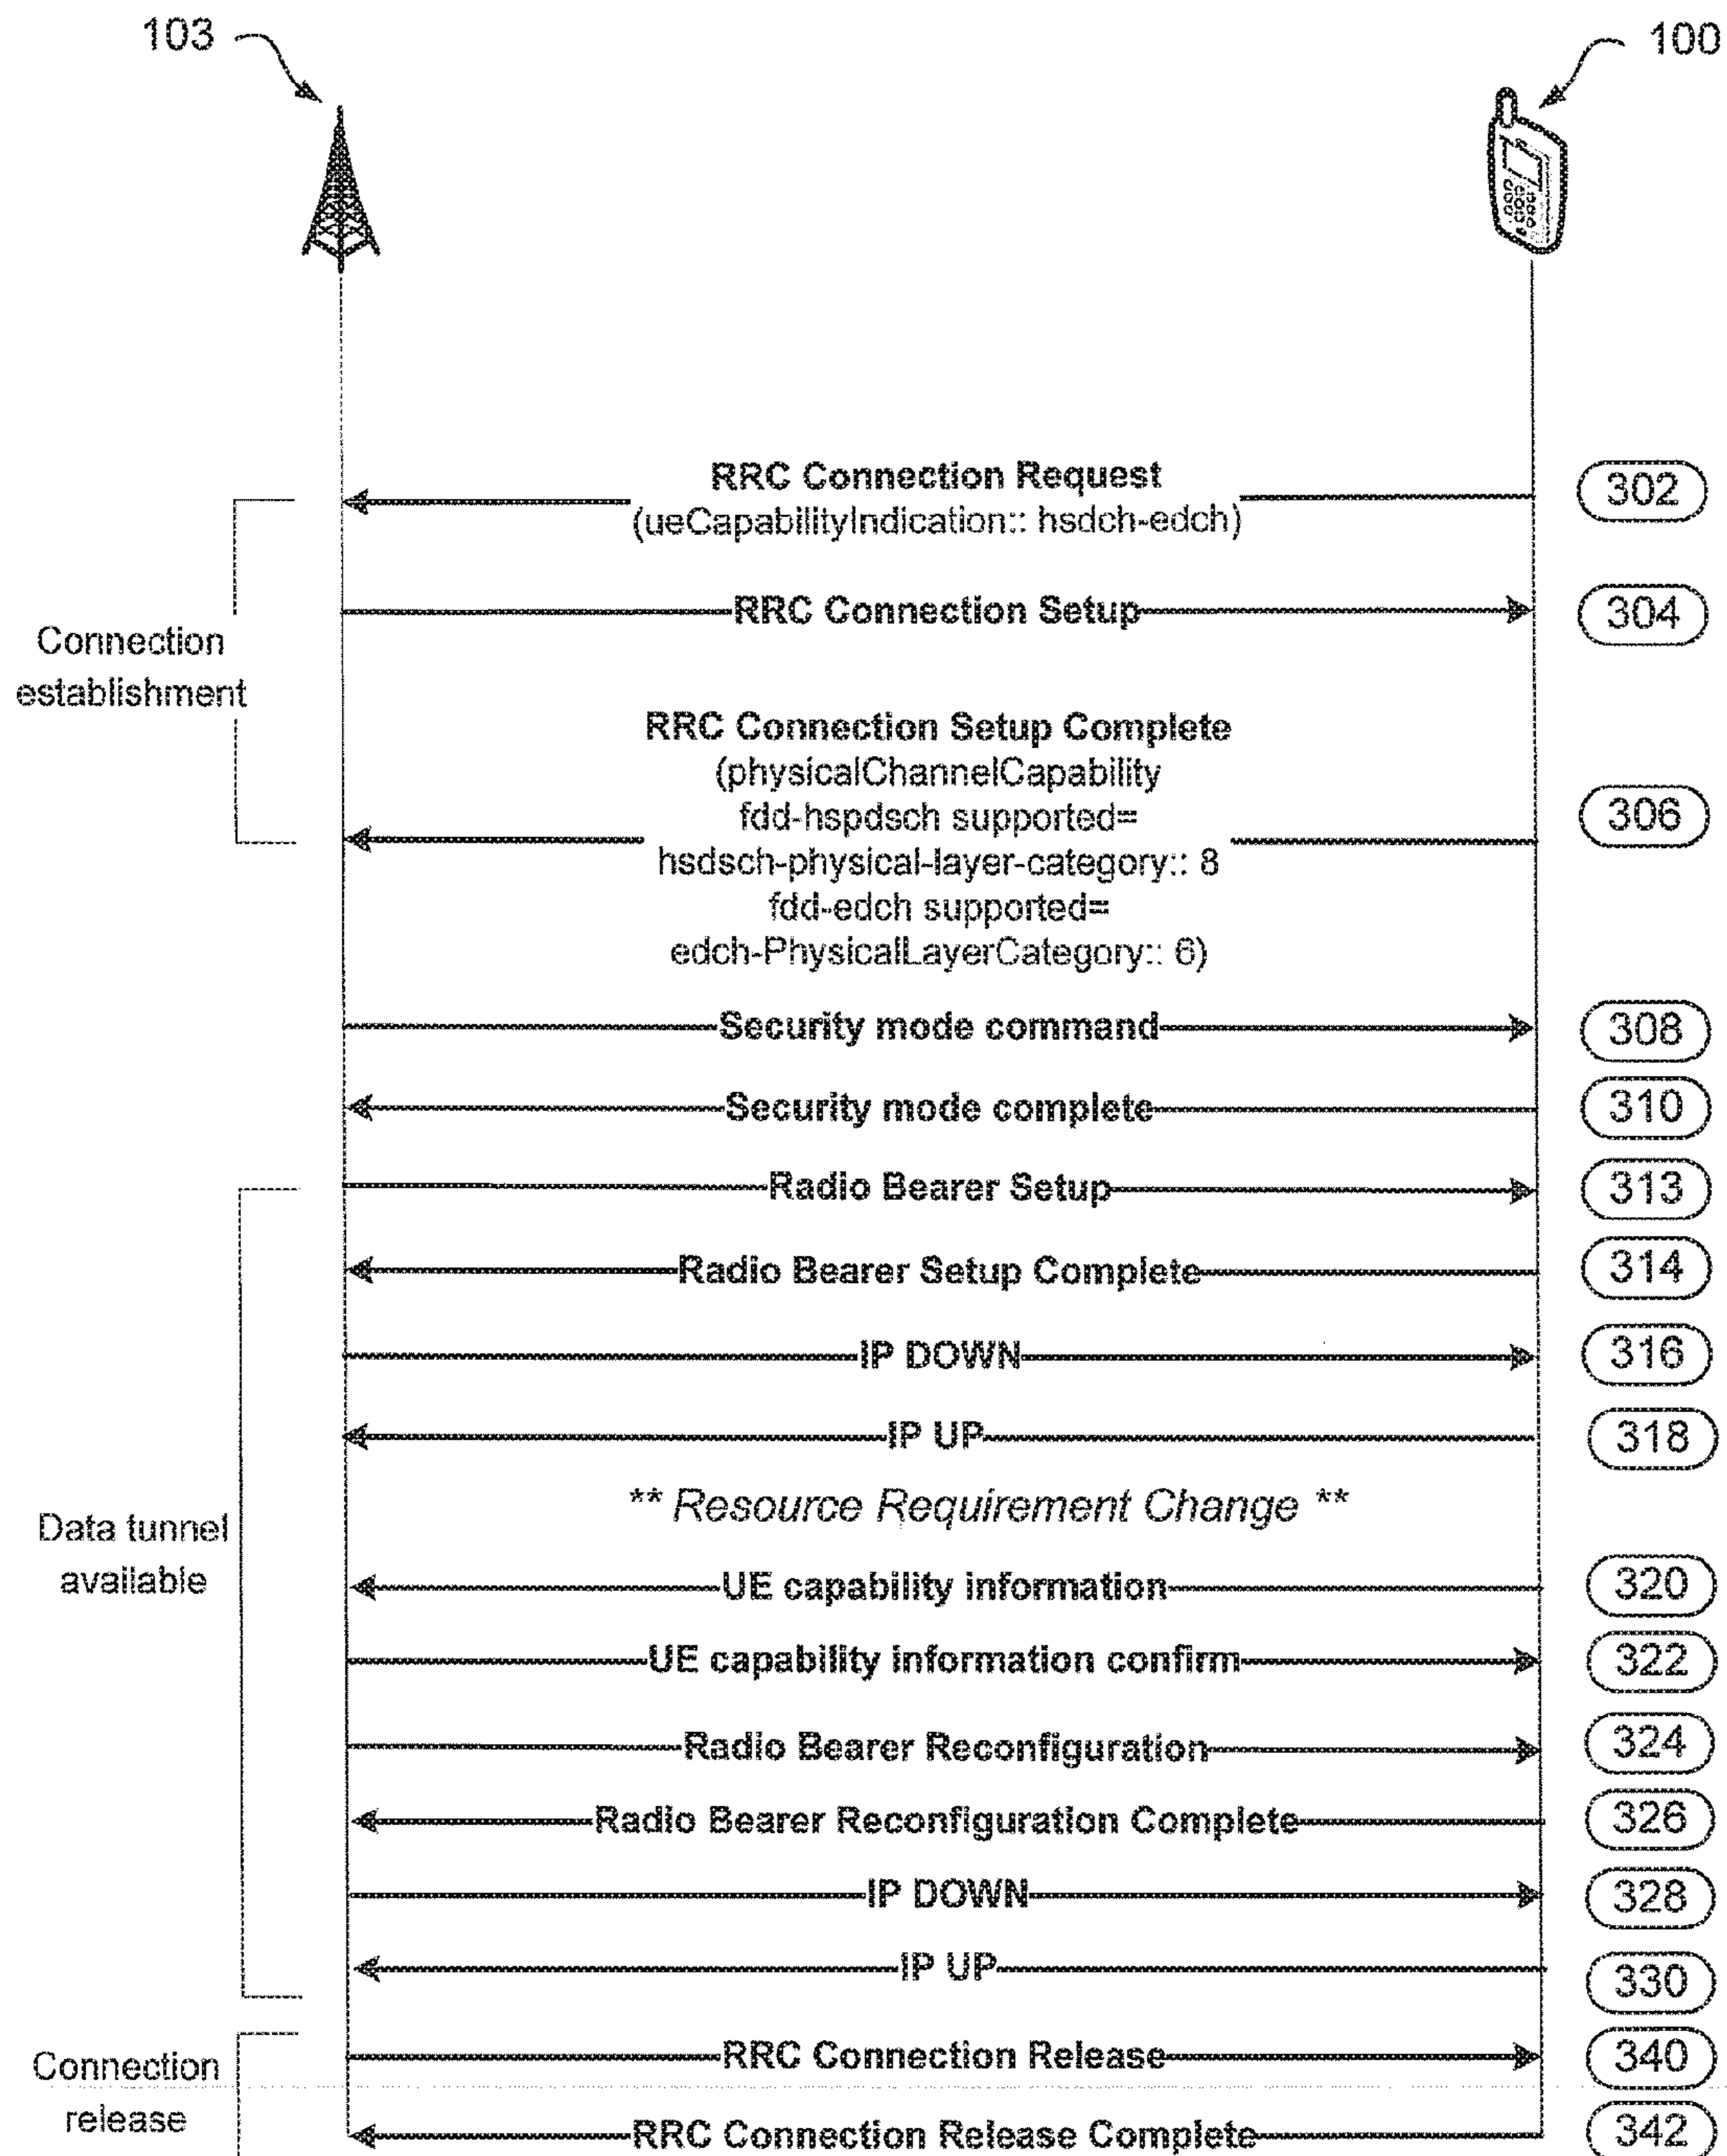 103
100
RRC Connection Request
(ueCapabilityIndication:: hsdch-edch)
302
RRC Connection Setup
304
Connection
establishment
RRC Connection Setup Complete
(physicalChannelCapability
fdd-hspdsch supported=
hsdsch-physical-layer-category:: 8
fdd-edch supported=
edch-PhysicalLayerCategory:: 6)
306
Security mode command
308
Security mode complete
310
Radio Bearer Setup
313
Radio Bearer Setup Complete
314
IP DOWN
316
IP UP
318
** Resource Requirement Change **
Data tunnel
available
UE capability information
320
UE capability information confirm
322
Radio Bearer Reconfiguration
324
Radio Bearer Reconfiguration Complete
326
IP DOWN
328
IP UP
330
Connection
release
RRC Connection Release
340
RRC Connection Release Complete
342